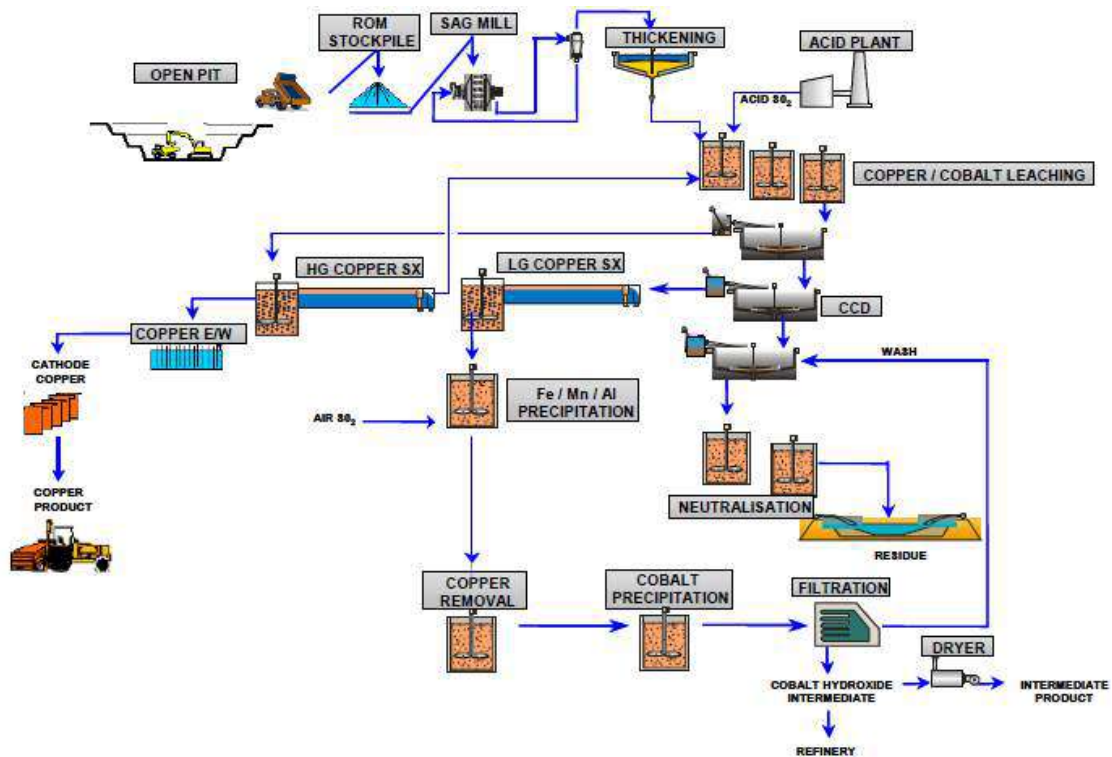 ROM
STOCKPILE
SAG MILL
THICKENING
ACID PLANT
OPEN PIT
ACID S0₂
COPPER / COBALT LEACHING
HG COPPER SX
LG COPPER SX
CCD
COPPER E/W
WASH
CATHODE
COPPER
Fe / Mn / Al
PRECIPITATION
AIR S0₂
COPPER
PRODUCT
NEUTRALISATION
RESIDUE
COPPER
REMOVAL
COBALT
PRECIPITATION
FILTRATION
DRYER
COBALT HYDROXIDE
INTERMEDIATE
INTERMEDIATE
PRODUCT
REFINERY